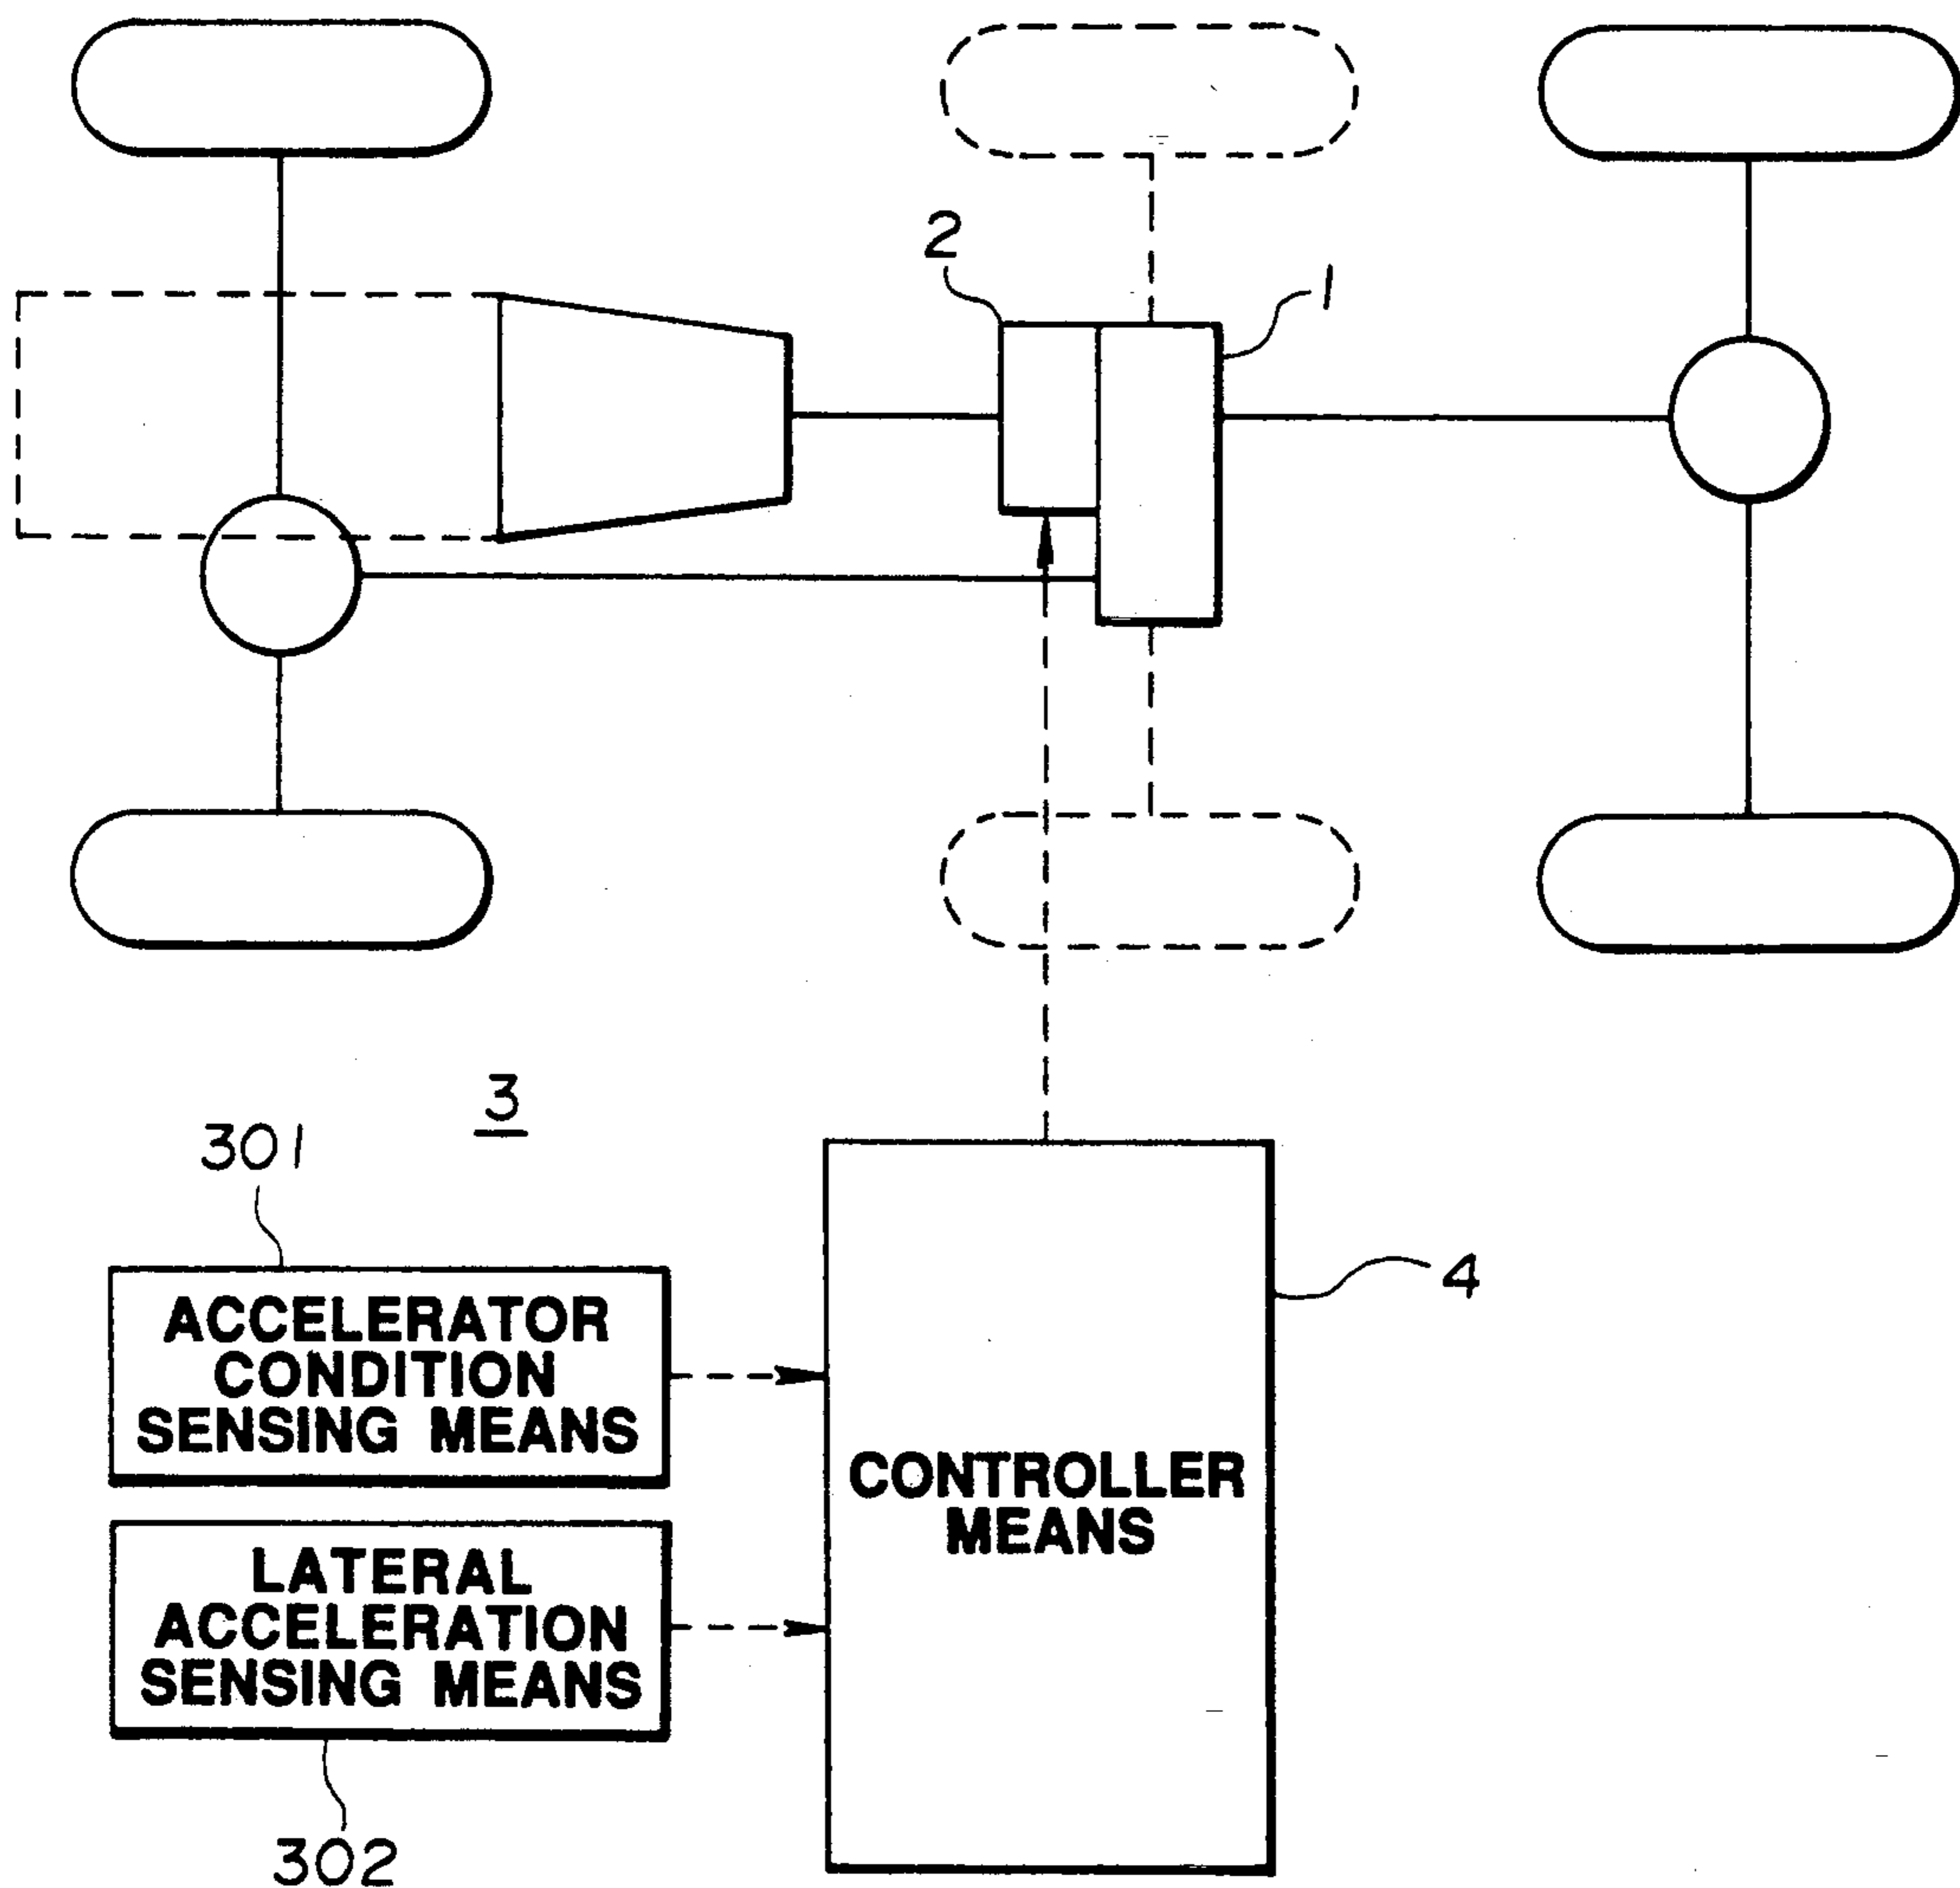 2
1
3
301
4
ACCELERATOR
CONDITION
SENSING MEANS
CONTROLLER
MEANS
LATERAL
ACCELERATION
SENSING MEANS
302